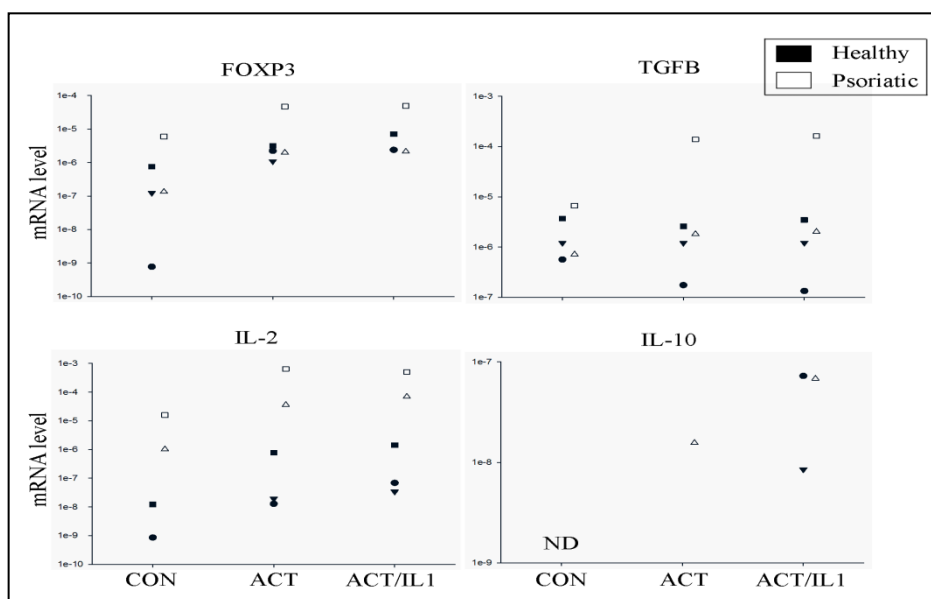 Healthy
Psoriatic
FOXP3
TGFB
mRNA level
1e-4
1e-5
1e-6
1e-7
1e-8
1e-9
1e-10
1e-3
1e-4
1e-5
1e-6
1e-7
IL-2
IL-10
mRNA level
1e-3
1e-4
1e-5
1e-6
1e-7
1e-8
1e-9
1e-10
1e-7
1e-8
1e-9
ND
CON
ACT
ACT/IL1
CON
ACT
ACT/IL1